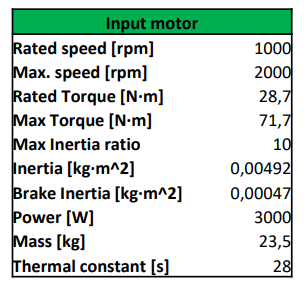 Input motor
Rated speed [rpm] 1000
Max. speed [rpm] 2000
Rated Torque [N·m] 28,7
Max Torque [N·m] 71,7
Max Inertia ratio 10
Inertia [kg·m^2] 0,00492
Brake Inertia [kg·m^2] 0,00047
Power [W] 3000
Mass [kg] 23,5
Thermal constant [s] 28